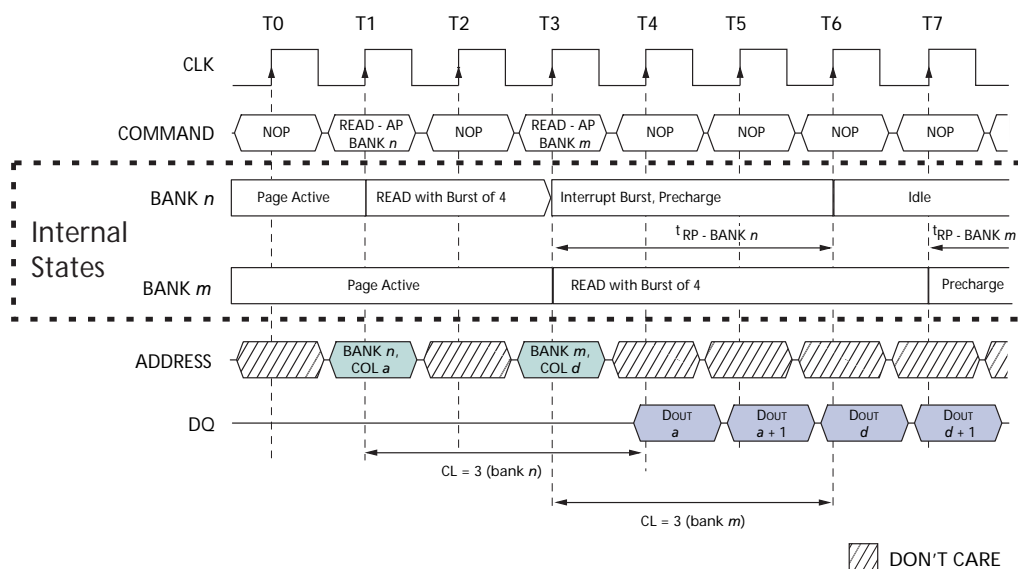 T0 T1 T2 T3 T4 T5 T6 T7
CLK
COMMAND NOP READ - AP BANK n NOP READ - AP BANK m NOP NOP NOP NOP
Internal States
BANK n Page Active READ with Burst of 4 Interrupt Burst, Precharge Idle
tRP - BANK n tRP - BANK m
BANK m Page Active READ with Burst of 4 Precharge
ADDRESS BANK n, COL a BANK m, COL d
DQ DOUT a DOUT a + 1 DOUT d DOUT d + 1
CL = 3 (bank n)
CL = 3 (bank m)
DON'T CARE